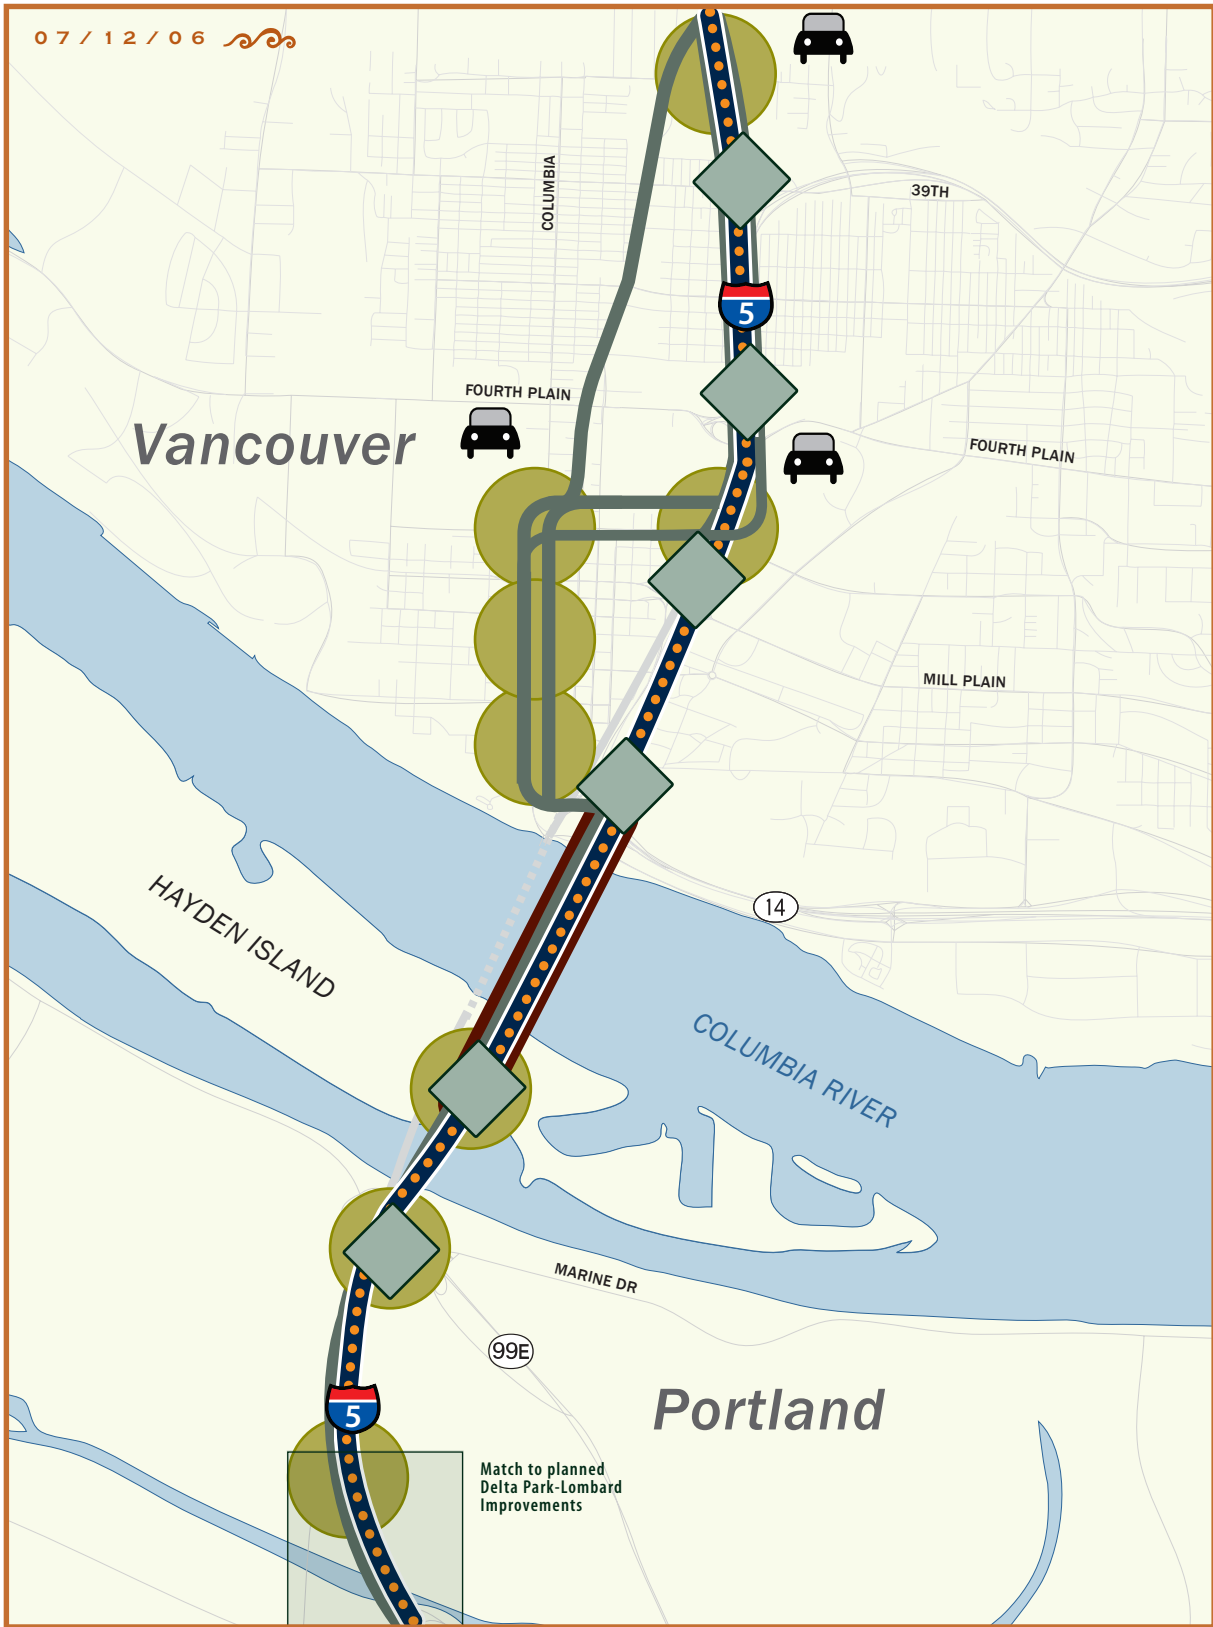 07/12/06
COLUMBIA
39TH
5
FOURTH PLAIN
Vancouver
FOURTH PLAIN
MILL PLAIN
14
HAYDEN ISLAND
COLUMBIA RIVER
MARINE DR
99E
5
Portland
Match to planned
Delta Park-Lombard
Improvements